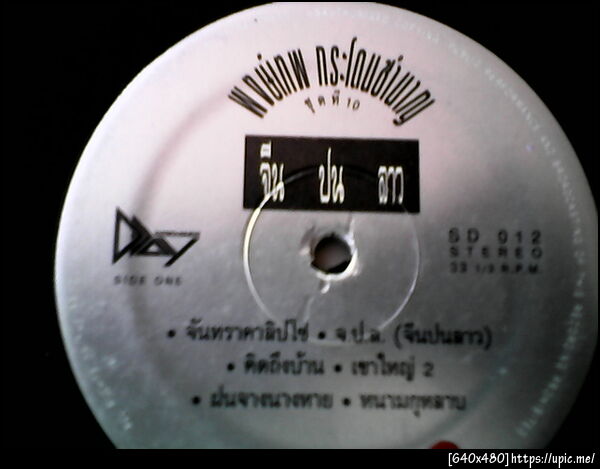 พงษ์เทพ กระโดนชำนาญ
ชุดที่ 10
จีน ปน ลาว
DAY
SIDE ONE
SD 012
STEREO
33 1/3 R.P.M.
• จันทราคาลิปโซ่ • จ.ป.ล. (จีนปนลาว)
• คิดถึงบ้าน • เขาใหญ่ 2
• ฝนจางนางหาย • หนามกุหลาบ
[640x480]https://upic.me/